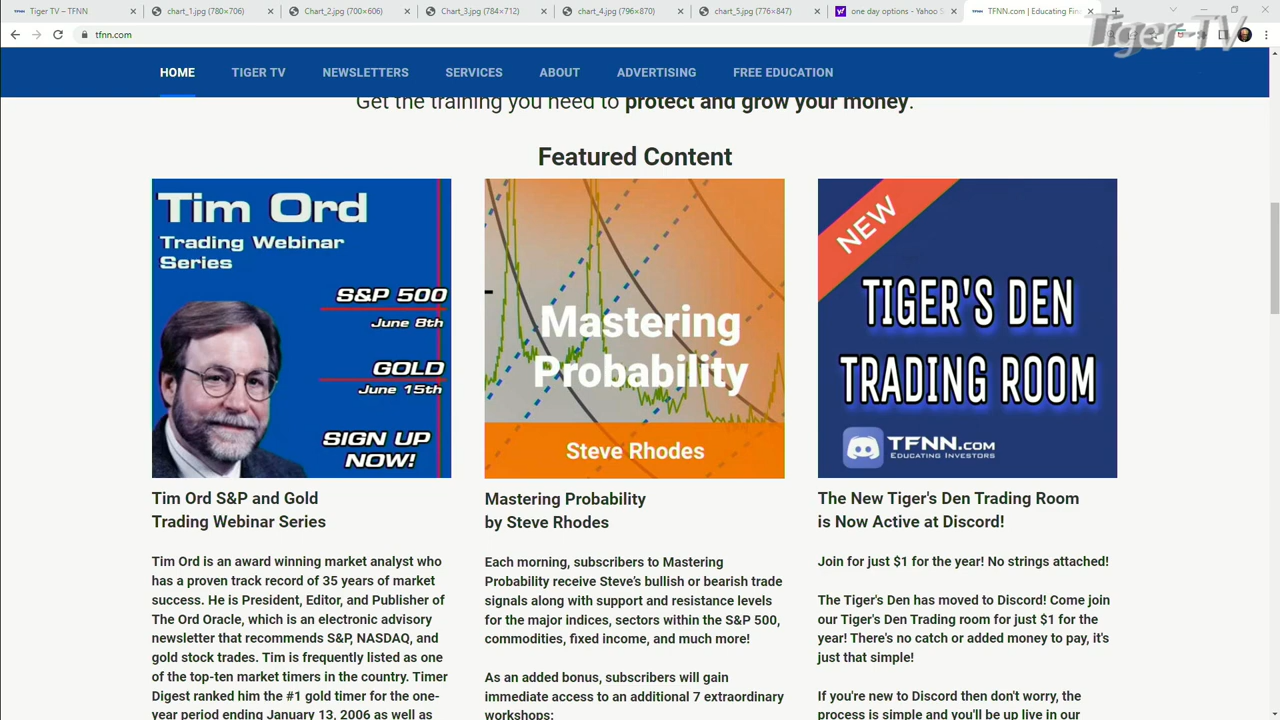 Tiger TV – TFNN
chart_1.jpg (780×706)
Chart_2.jpg (700×606)
Chart_3.jpg (784×712)
chart_4.jpg (796×870)
chart_5.jpg (776×847)
one day options - Yahoo S
TFNN.com | Educating Fin
tfnn.com
Tiger TV
HOME
TIGER TV
NEWSLETTERS
SERVICES
ABOUT
ADVERTISING
FREE EDUCATION
Get the training you need to protect and grow your money.
Featured Content
Tim Ord
Trading Webinar
Series
S&P 500
June 8th
GOLD
June 15th
SIGN UP
NOW!
Mastering
Probability
Steve Rhodes
NEW
TIGER'S DEN
TRADING ROOM
TFNN.COM
EDUCATING INVESTORS
Tim Ord S&P and Gold
Trading Webinar Series
Tim Ord is an award winning market analyst who
has a proven track record of 35 years of market
success. He is President, Editor, and Publisher of
The Ord Oracle, which is an electronic advisory
newsletter that recommends S&P, NASDAQ, and
gold stock trades. Tim is frequently listed as one
of the top-ten market timers in the country. Timer
Digest ranked him the #1 gold timer for the one-
year period ending January 13, 2006 as well as
Mastering Probability
by Steve Rhodes
Each morning, subscribers to Mastering
Probability receive Steve's bullish or bearish trade
signals along with support and resistance levels
for the major indices, sectors within the S&P 500,
commodities, fixed income, and much more!
As an added bonus, subscribers will gain
immediate access to an additional 7 extraordinary
workshops:
The New Tiger's Den Trading Room
is Now Active at Discord!
Join for just $1 for the year! No strings attached!
The Tiger's Den has moved to Discord! Come join
our Tiger's Den Trading room for just $1 for the
year! There's no catch or added money to pay, it's
just that simple!
If you're new to Discord then don't worry, the
process is simple and you'll be up live in our